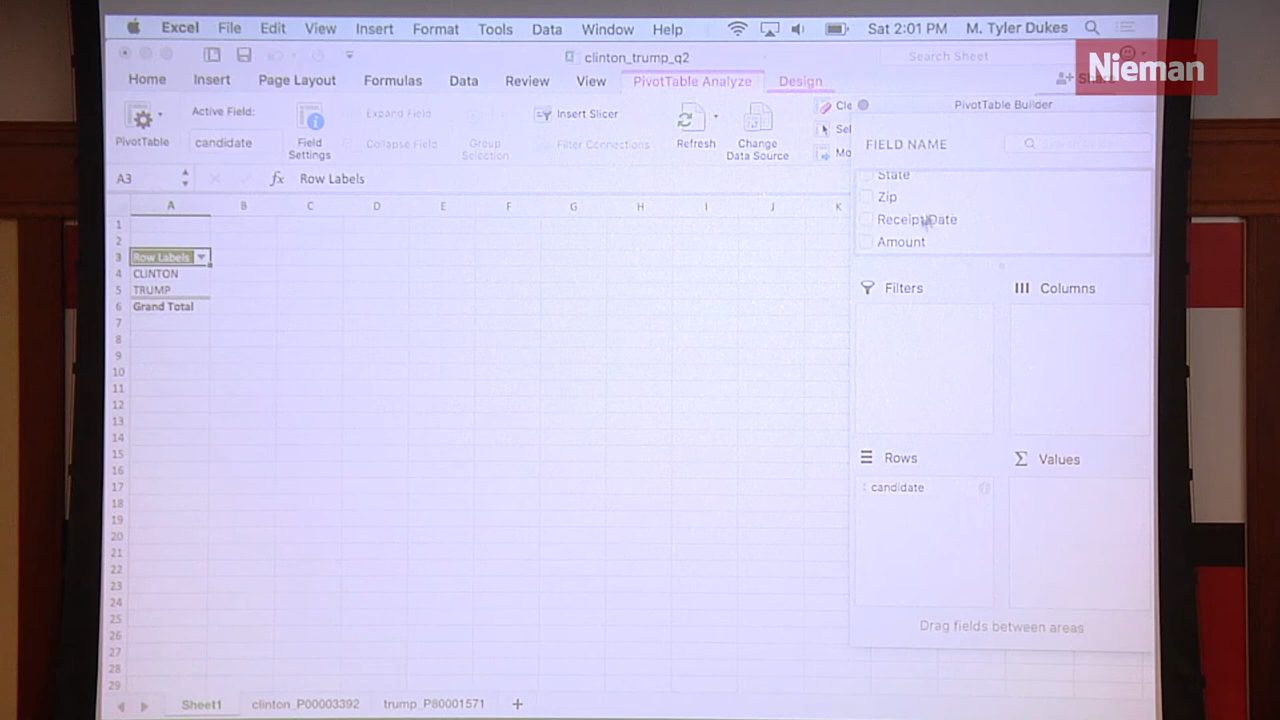 Excel File Edit View Insert Format Tools Data Window Help Sat 2:01 PM M. Tyler Dukes
clinton_trump_q2 Search Sheet
Nieman
Home Insert Page Layout Formulas Data Review View PivotTable Analyze Design
PivotTable Builder
PivotTable
Active Field:
candidate
Field Settings
Expand Field
Collapse Field
Group Selection
Insert Slicer
Filter Connections
Refresh
Change Data Source
Cle
Sel
Mo
FIELD NAME
A3 fx Row Labels
State
Zip
Receipt Date
Amount
A B C D E F G H I J K
1
2
3 Row Labels
4 CLINTON
5 TRUMP
6 Grand Total
7
8
9
10
11
12
13
14
15
16
17
18
19
20
21
22
23
24
25
26
27
28
29
Filters Columns
Rows Values
candidate
Drag fields between areas
Sheet1 clinton_P00003392 trump_P80001571 +